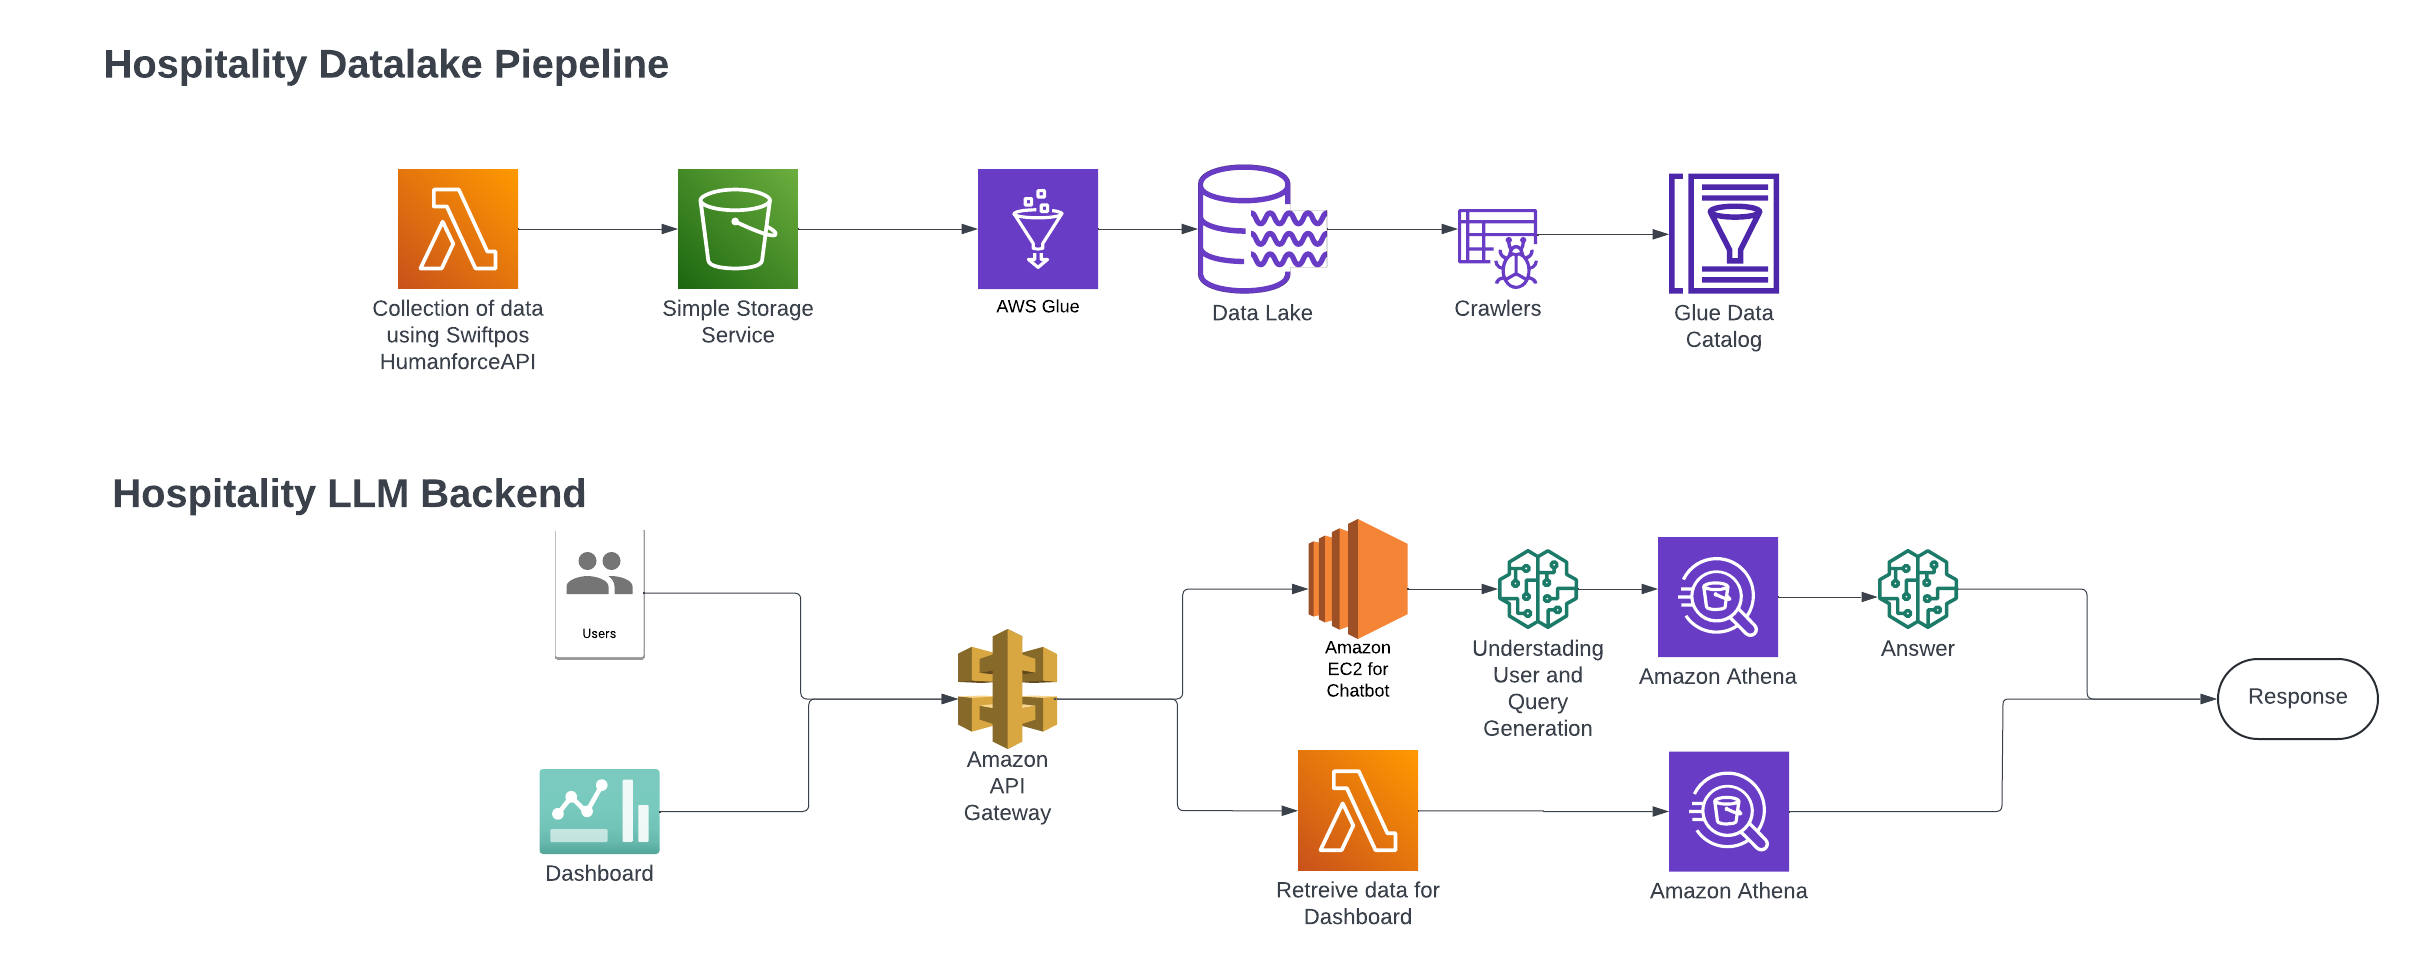 Hospitality Datalake Piepeline
Collection of data
using Swiftpos
HumanforceAPI
Simple Storage
Service
AWS Glue
Data Lake
Crawlers
Glue Data
Catalog
Hospitality LLM Backend
Users
Dashboard
Amazon
API
Gateway
Amazon
EC2 for
Chatbot
Understading
User and
Query
Generation
Amazon Athena
Answer
Retreive data for
Dashboard
Amazon Athena
Response